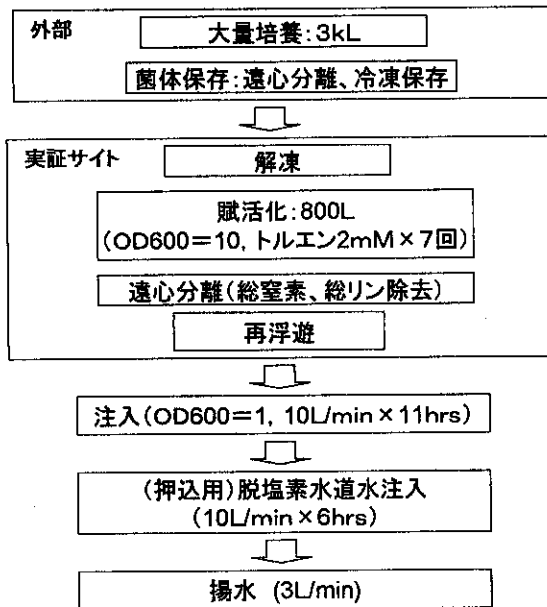 外部
大量培養:3kL
菌体保存:遠心分離、冷凍保存
実証サイト
解凍
賦活化:800L
(OD600=10, トルエン2mM×7回)
遠心分離(総窒素、総リン除去)
再浮遊
注入(OD600=1, 10L/min×11hrs)
(押込用)脱塩素水道水注入
(10L/min×6hrs)
揚水 (3L/min)